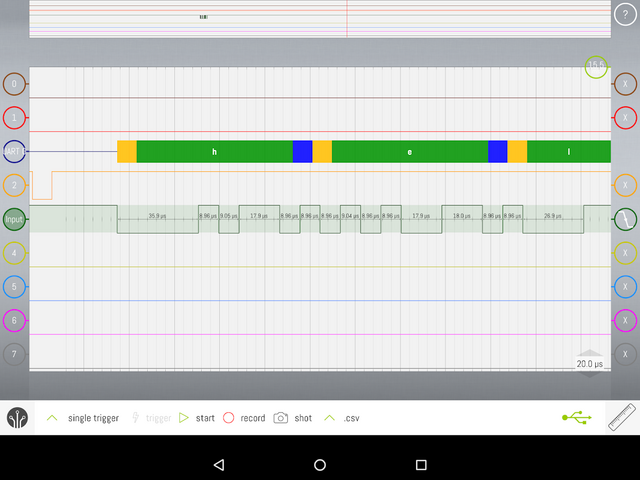 ?
15.5
0 X
1 X
UART h e l
2 X
Input 35.9 µs 8.96 µs 9.05 µs 17.9 µs 8.96 µs 8.96 µs 8.96 µs 9.04 µs 8.96 µs 8.96 µs 17.9 µs 18.0 µs 8.96 µs 8.96 µs 26.9 µs
4 X
5 X
6 X
7 X
20.0 µs
single trigger trigger start record shot .csv